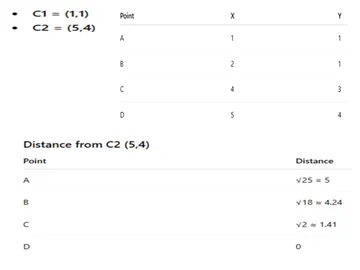 • C1 = (1,1)
• C2 = (5,4)
Point X Y
A 1 1
B 2 1
C 4 3
D 5 4
Distance from C2 (5,4)
Point Distance
A √25 = 5
B √18 ≈ 4.24
C √2 ≈ 1.41
D 0